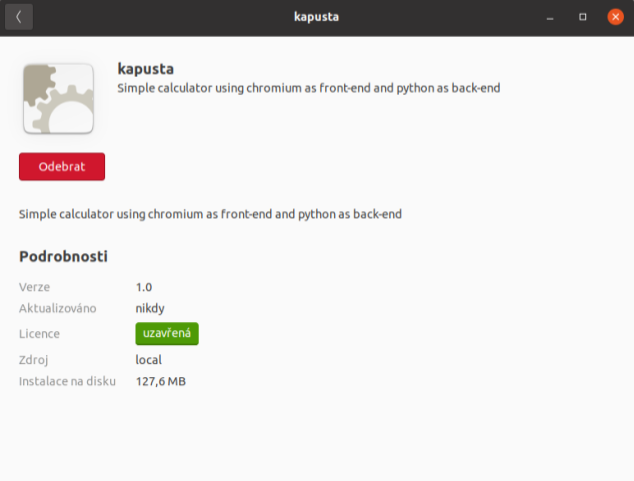 kapusta
kapusta
Simple calculator using chromium as front-end and python as back-end
Odebrat
Simple calculator using chromium as front-end and python as back-end
Podrobnosti
Verze 1.0
Aktualizováno nikdy
Licence uzavřená
Zdroj local
Instalace na disku 127,6 MB